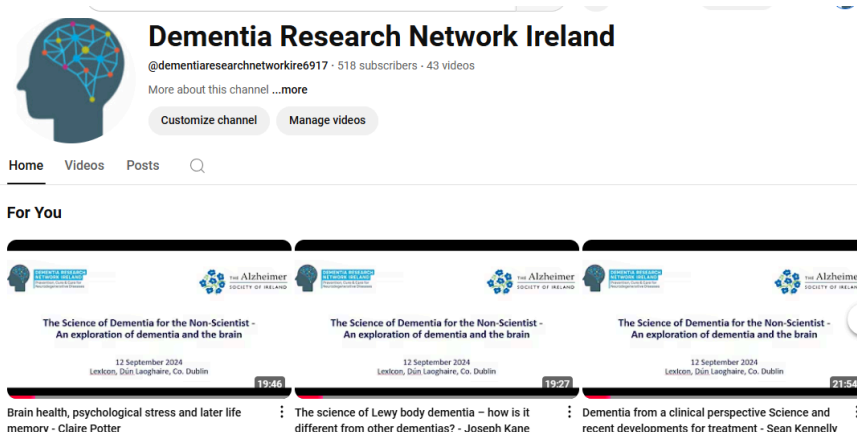 Dementia Research Network Ireland
@dementiaresearchnetworkire6917 · 518 subscribers · 43 videos
More about this channel ...more
Customize channel
Manage videos
Home
Videos
Posts
For You
DEMENTIA RESEARCH
NETWORK IRELAND
THE Alzheimer
SOCIETY OF IRELAND
The Science of Dementia for the Non-Scientist -
An exploration of dementia and the brain
12 September 2024
Lexicon, Dún Laoghaire, Co. Dublin
19:46
Brain health, psychological stress and later life
memory - Claire Potter
DEMENTIA RESEARCH
NETWORK IRELAND
THE Alzheimer
SOCIETY OF IRELAND
The Science of Dementia for the Non-Scientist -
An exploration of dementia and the brain
12 September 2024
Lexicon, Dún Laoghaire, Co. Dublin
19:27
The science of Lewy body dementia – how is it
different from other dementias? - Joseph Kane
DEMENTIA RESEARCH
NETWORK IRELAND
THE Alzheimer
SOCIETY OF IRELAND
The Science of Dementia for the Non-Scientist -
An exploration of dementia and the brain
12 September 2024
Lexicon, Dún Laoghaire, Co. Dublin
21:54
Dementia from a clinical perspective Science and
recent developments for treatment - Sean Kennelly